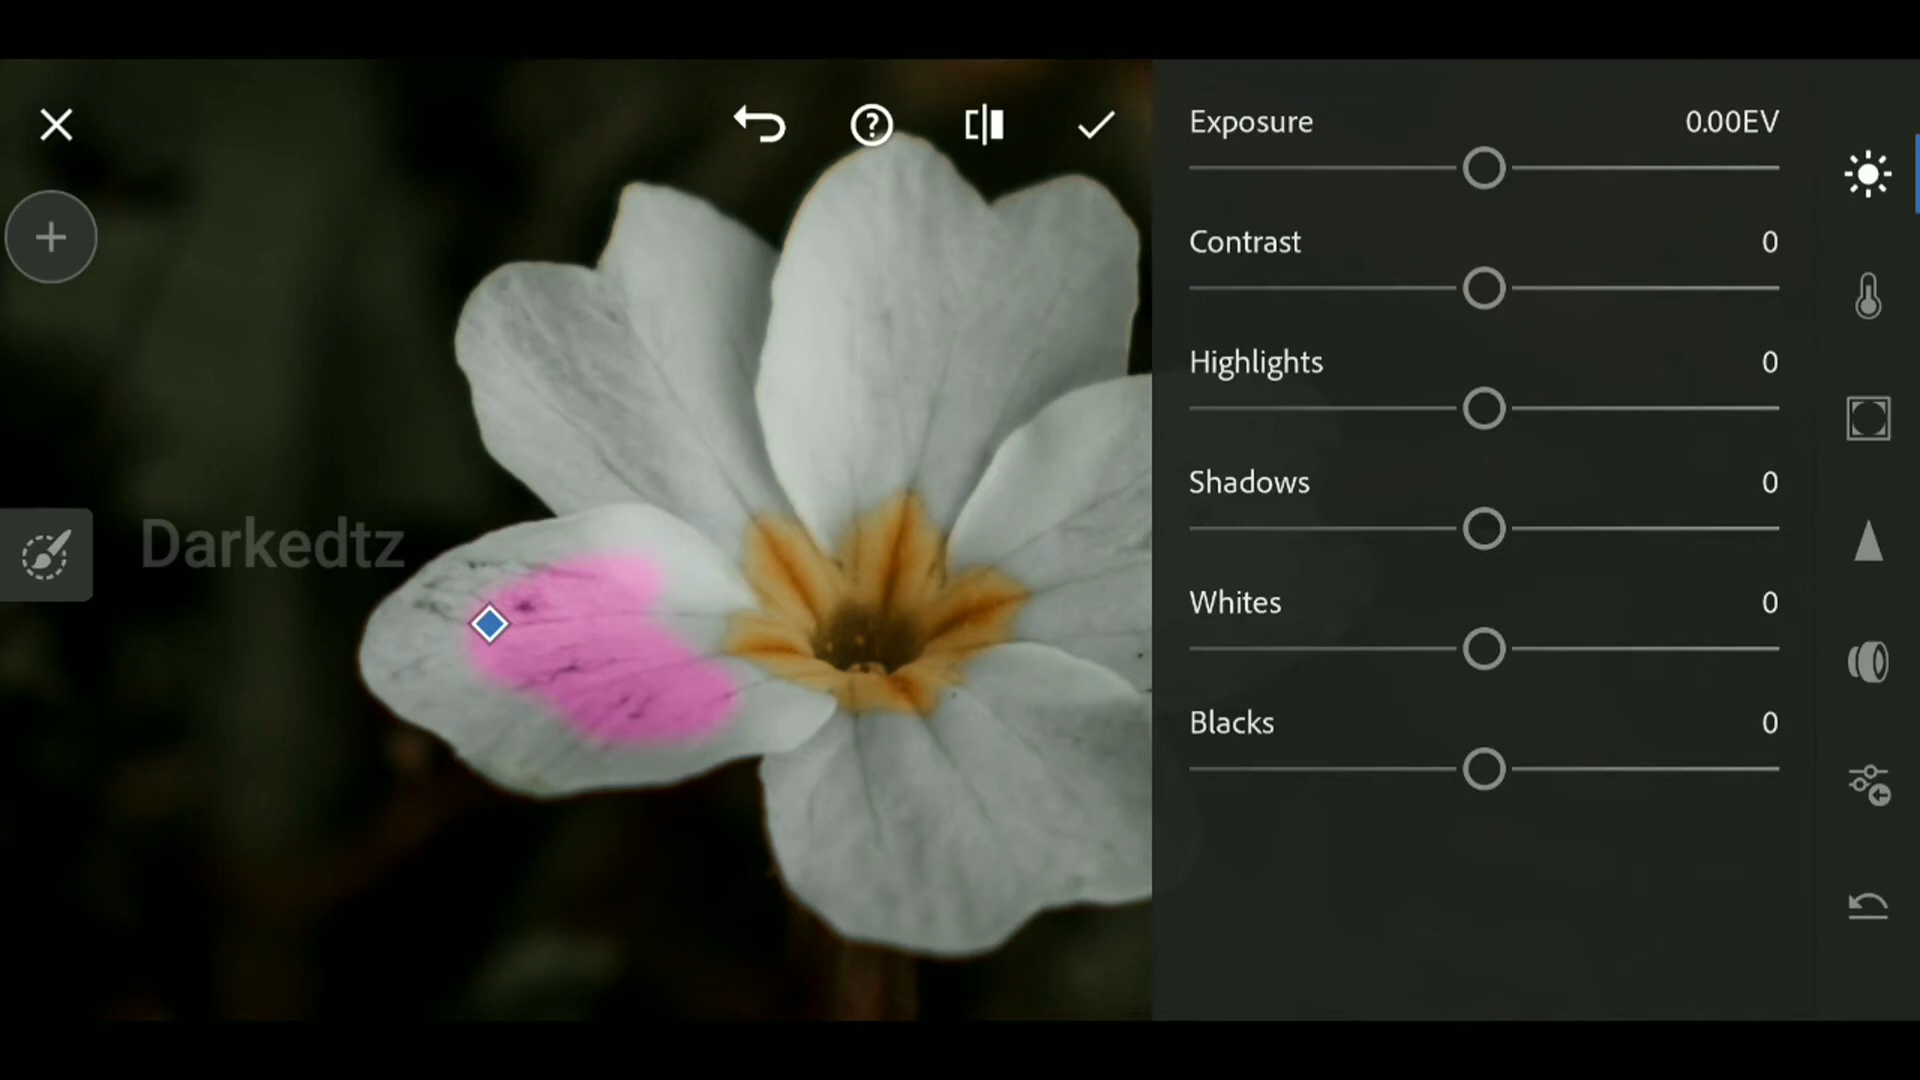 Exposure 0.00EV
Contrast 0
Highlights 0
Shadows 0
Darkedtz
Whites 0
Blacks 0